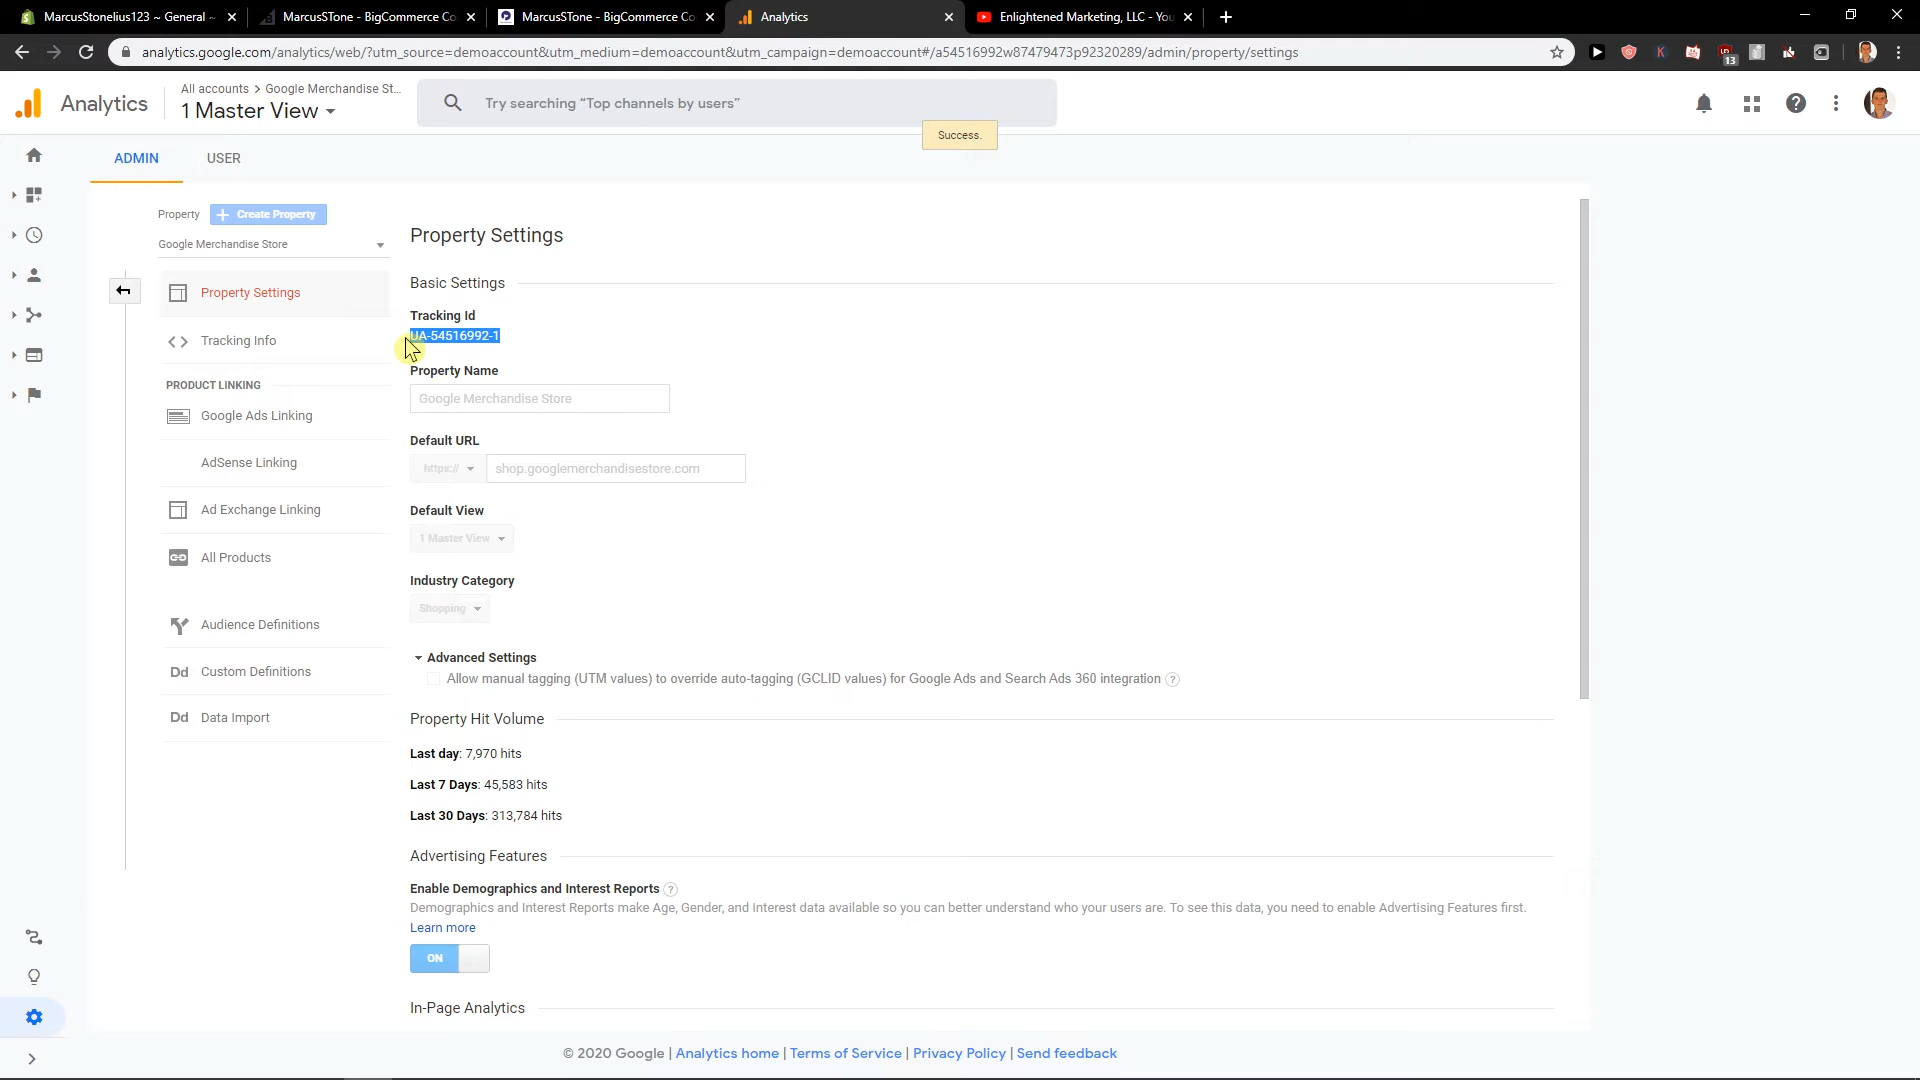 MarcusStonelius123 ~ General ~
MarcusSTone - BigCommerce Co
MarcusSTone - BigCommerce Co
Analytics
Enlightened Marketing, LLC - You
analytics.google.com/analytics/web/?utm_source=demoaccount&utm_medium=demoaccount&utm_campaign=demoaccount#/a54516992w87479473p92320289/admin/property/settings
13
Analytics
All accounts > Google Merchandise St...
1 Master View
Try searching “Top channels by users”
Success.
ADMIN
USER
Property
Create Property
Google Merchandise Store
Property Settings
Tracking Info
PRODUCT LINKING
Google Ads Linking
AdSense Linking
Ad Exchange Linking
All Products
Audience Definitions
Dd Custom Definitions
Dd Data Import
Property Settings
Basic Settings
Tracking Id
UA-54516992-1
Property Name
Google Merchandise Store
Default URL
https://
shop.googlemerchandisestore.com
Default View
1 Master View
Industry Category
Shopping
Advanced Settings
Allow manual tagging (UTM values) to override auto-tagging (GCLID values) for Google Ads and Search Ads 360 integration ?
Property Hit Volume
Last day: 7,970 hits
Last 7 Days: 45,583 hits
Last 30 Days: 313,784 hits
Advertising Features
Enable Demographics and Interest Reports ?
Demographics and Interest Reports make Age, Gender, and Interest data available so you can better understand who your users are. To see this data, you need to enable Advertising Features first.
Learn more
ON
In-Page Analytics
© 2020 Google | Analytics home | Terms of Service | Privacy Policy | Send feedback